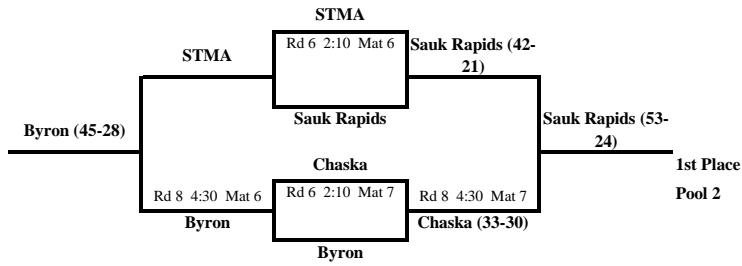 STMA
Rd 6 2:10 Mat 6
STMA
Sauk Rapids (42-
21)
Sauk Rapids
Byron (45-28)
Sauk Rapids (53-
24)
Chaska
1st Place
Rd 8 4:30 Mat 6
Rd 6 2:10 Mat 7
Rd 8 4:30 Mat 7
Pool 2
Byron
Chaska (33-30)
Byron